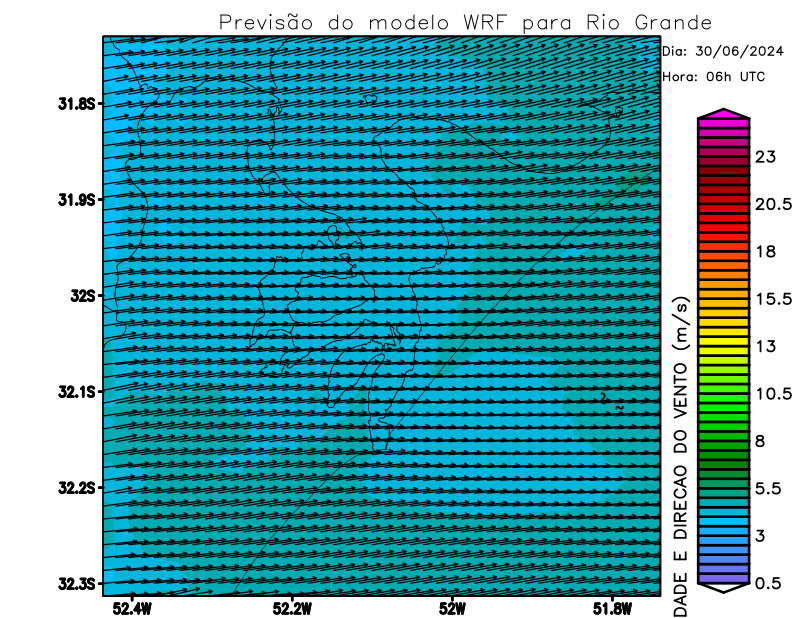 Previsão do modelo WRF para Rio Grande
Dia: 30/06/2024
Hora: 06h UTC
31.8S
31.9S
32S
32.1S
32.2S
32.3S
52.4W
52.2W
52W
51.8W
DADE E DIRECAO DO VENTO (m/s)
23
20.5
18
15.5
13
10.5
8
5.5
3
0.5